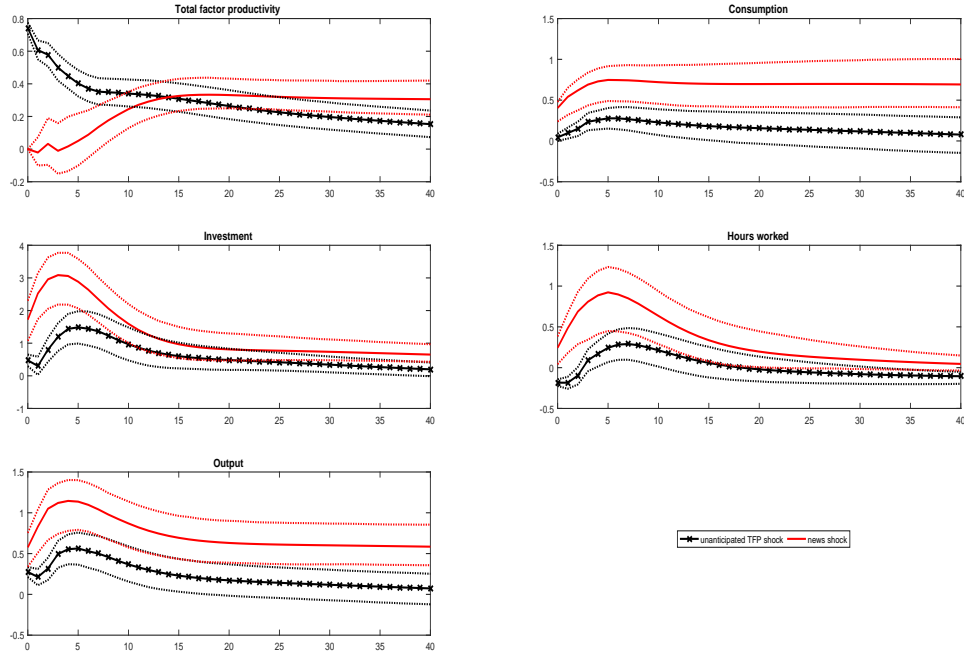 Total factor productivity
0.8
0.6
0.4
0.2
0
-0.2
0 5 10 15 20 25 30 35 40
Consumption
1.5
1
0.5
0
-0.5
0 5 10 15 20 25 30 35 40
Investment
4
3
2
1
0
-1
0 5 10 15 20 25 30 35 40
Hours worked
1.5
1
0.5
0
-0.5
0 5 10 15 20 25 30 35 40
Output
1.5
1
0.5
0
-0.5
0 5 10 15 20 25 30 35 40
unanticipated TFP shock news shock